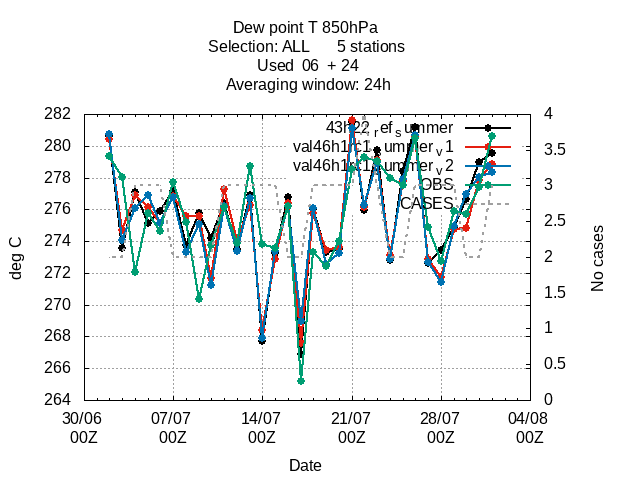 Dew point T 850hPa
Selection: ALL 5 stations
Used 06 + 24
Averaging window: 24h
282
280
278
276
274
272
270
268
266
264
4
3.5
3
2.5
2
1.5
1
0.5
0
deg C
No cases
43h22_ref_summer
OBS
CASES
30/06 07/07 14/07 21/07 28/07 04/08
00Z 00Z 00Z 00Z 00Z 00Z
Date